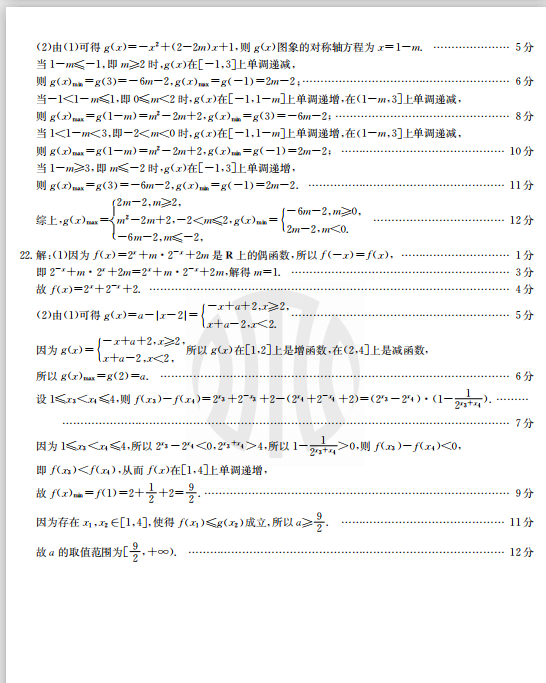 (2)由(1)可得 g(x)=−x²+(2−2m)x+1,则 g(x)图象的对称轴方程为 x=1−m. …………………… 5分
当 1−m≤−1,即 m≥2 时,g(x)在[−1,3]上单调递减,
则 g(x)min=g(3)=−6m−2,g(x)max=g(−1)=2m−2;…………………… 6分
当−1<1−m≤1,即 0≤m<2 时,g(x)在[−1,1−m]上单调递增,在(1−m,3]上单调递减,
则 g(x)max=g(1−m)=m²−2m+2,g(x)min=g(3)=−6m−2;…………………… 8分
当 1<1−m<3,即−2<m<0 时,g(x)在[−1,1−m]上单调递增,在(1−m,3]上单调递减,
则 g(x)max=g(1−m)=m²−2m+2,g(x)min=g(−1)=2m−2;…………………… 10分
当 1−m≥3,即 m≤−2 时,g(x)在[−1,3]上单调递增,
则 g(x)max=g(3)=−6m−2,g(x)min=g(−1)=2m−2. …………………… 11分
综上,g(x)max={2m−2,m≥2, m²−2m+2,−2<m≤2, −6m−2,m≤−2, g(x)min={−6m−2,m≥0, 2m−2,m<0. …………………… 12分
22.解:(1)因为 f(x)=2ˣ+m·2⁻ˣ+2m 是 R 上的偶函数,所以 f(−x)=f(x),…………………… 1分
即 2⁻ˣ+m·2ˣ+2m=2ˣ+m·2⁻ˣ+2m,解得 m=1. …………………… 3分
故 f(x)=2ˣ+2⁻ˣ+2. …………………… 4分
(2)由(1)可得 g(x)=a−|x−2|={−x+a+2,x≥2, x+a−2,x<2. …………………… 5分
因为 g(x)={−x+a+2,x≥2, x+a−2,x<2, 所以 g(x)在[1,2]上是增函数,在(2,4]上是减函数,
所以 g(x)max=g(2)=a. …………………… 6分
设 1≤x₃<x₄≤4,则 f(x₃)−f(x₄)=2^{x₃}+2^{−x₃}+2−(2^{x₄}+2^{−x₄}+2)=(2^{x₃}−2^{x₄})·(1−1/2^{x₃+x₄}). ………
…………………… 7分
因为 1≤x₃<x₄≤4,所以 2^{x₃}−2^{x₄}<0,2^{x₃+x₄}>4,所以 1−1/2^{x₃+x₄}>0,则 f(x₃)−f(x₄)<0,
即 f(x₃)<f(x₄),从而 f(x)在[1,4]上单调递增,
故 f(x)min=f(1)=2+1/2+2=9/2. …………………… 9分
因为存在 x₁,x₂∈[1,4],使得 f(x₁)≤g(x₂)成立,所以 a≥9/2. …………………… 11分
故 a 的取值范围为[9/2,+∞). …………………… 12分